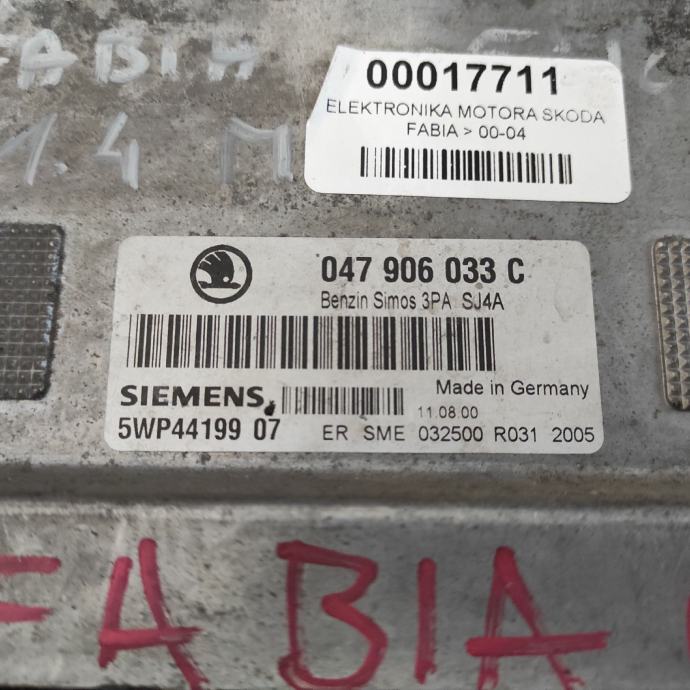 FABIA
1.4 M
00017711
ELEKTRONIKA MOTORA SKODA
FABIA > 00-04
047 906 033 C
Benzin Simos 3PA SJ4A
SIEMENS
Made in Germany
11.08.00
5WP44199 07
ER SME 032500 R031 2005
FABIA